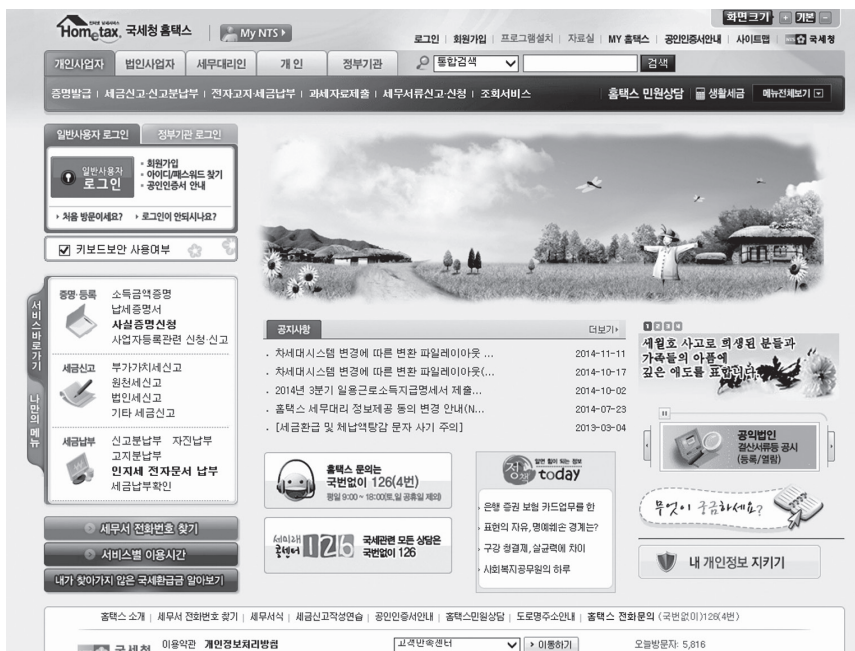 화면크기 + 기본 -
Hometax. 국세청 홈택스 My NTS
로그인 | 회원가입 | 프로그램설치 | 자료실 | MY 홈택스 | 공인인증서안내 | 사이트맵 | NTS 국세청
개인사업자 법인사업자 세무대리인 개 인 정부기관 통합검색 검색
증명발급 | 세금신고·신고분납부 | 전자고지·세금납부 | 과세자료제출 | 세무서류신고·신청 | 조회서비스 홈택스 민원상담 생활세금 메뉴전체보기
일반사용자 로그인 정부기관 로그인
일반사용자
로그인
· 회원가입
· 아이디/패스워드 찾기
· 공인인증서 안내
처음 방문이세요? 로그인이 안되시나요?
키보드보안 사용여부
서비스바로가기
나만의 메뉴
증명·등록
소득금액증명
납세증명서
사실증명신청
사업자등록관련 신청·신고
세금신고
부가가치세신고
원천세신고
법인세신고
기타 세금신고
세금납부
신고분납부 자진납부
고지분납부
인지세 전자문서 납부
세금납부확인
세무서 전화번호 찾기
서비스별 이용시간
내가 찾아가지 않은 국세환급금 알아보기
공지사항 더보기
. 차세대시스템 변경에 따른 변환 파일레이아웃 ... 2014-11-11
. 차세대시스템 변경에 따른 변환 파일레이아웃(... 2014-10-17
. 2014년 3분기 일용근로소득지급명세서 제출... 2014-10-02
. 홈택스 세무대리 정보제공 동의 변경 안내(N... 2014-07-23
. [세금환급 및 체납액탕감 문자 사기 주의] 2013-03-04
홈택스 문의는
국번없이 126(4번)
평일 9:00 ~ 18:00(토,일 공휴일 제외)
세미래
콜센터 126
국세관련 모든 상담은
국번없이 126
정책 알면 힘이 되는 정보
today
은행 증권 보험 카드업무를 한
표현의 자유, 명예훼손 경계는?
구강 청결제, 살균력에 차이
사회복지공무원의 하루
1 2 3 4
세월호 사고로 희생된 분들과
가족들의 아픔에
깊은 애도를 표합니다.
공익법인
결산서류등 공시
(등록/열람)
무엇이 궁금하세요?
내 개인정보 지키기
홈택스 소개 | 세무서 전화번호 찾기 | 세무서식 | 세금신고작성연습 | 공인인증서안내 | 홈택스민원상담 | 도로명주소안내 | 홈택스 전화문의 (국번없이)126(4번)
국세청 이용약관 개인정보처리방침 고객만족센터 이동하기 오늘방문자: 5,816